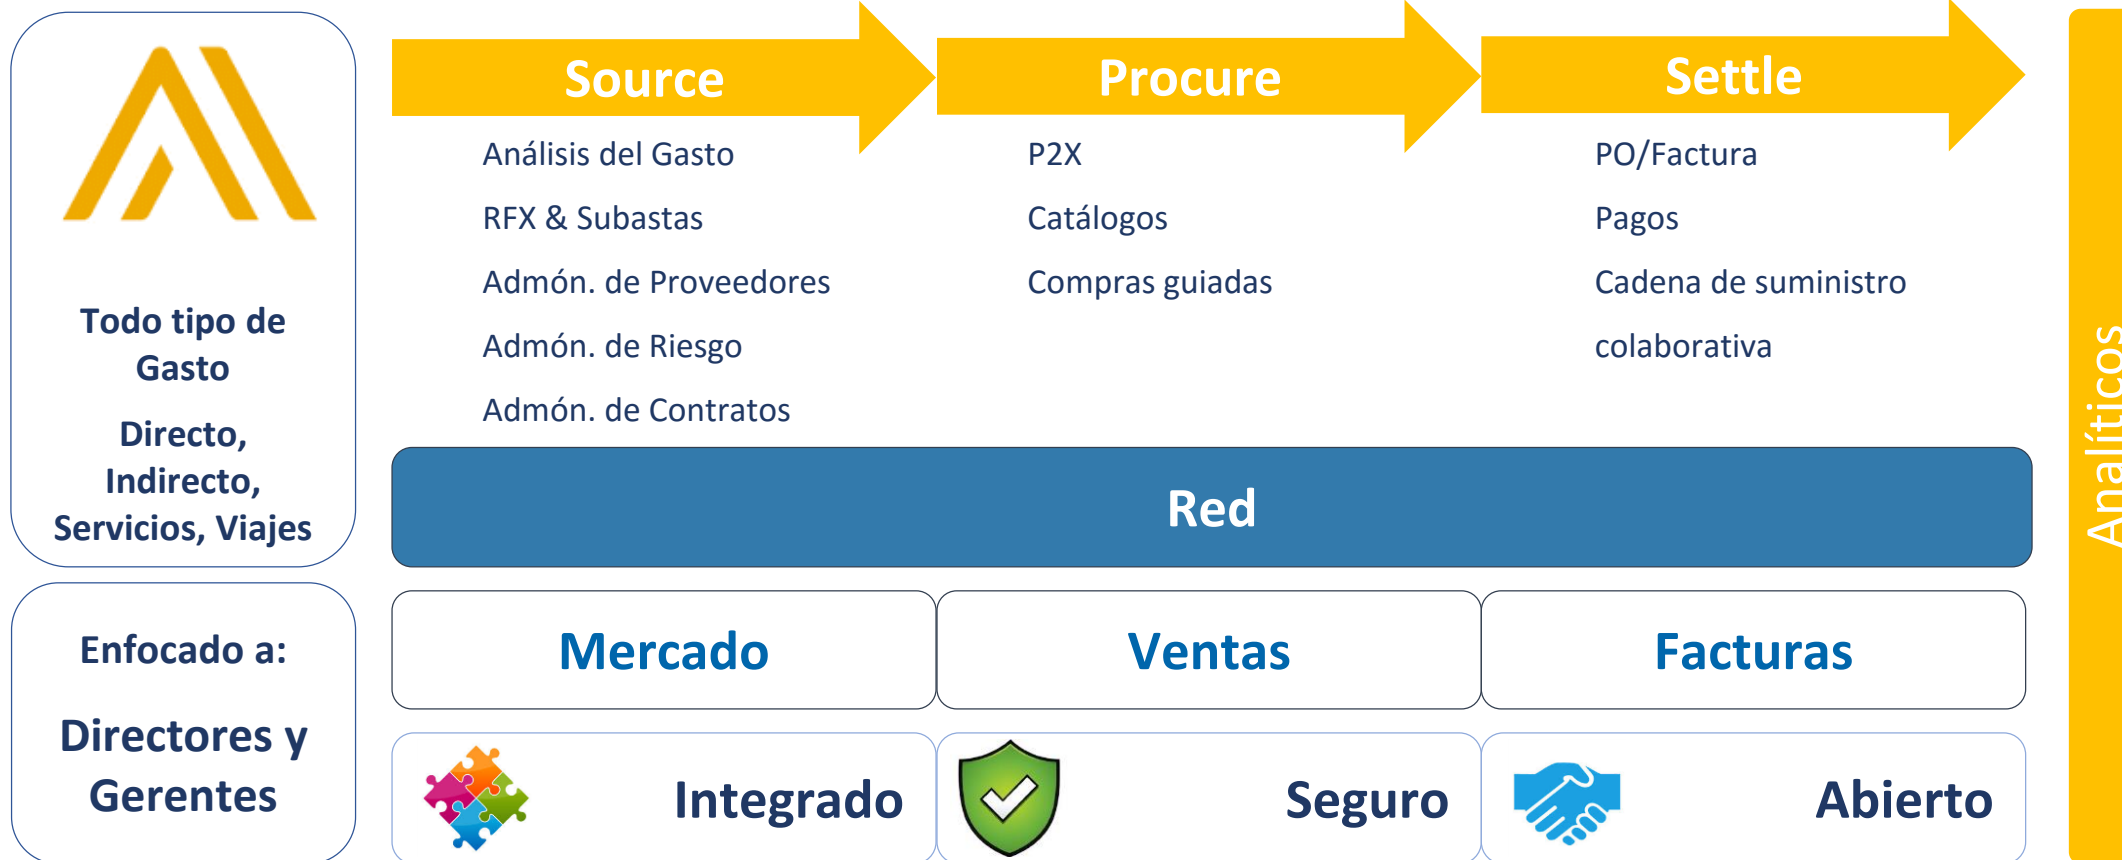 Todo tipo de
Gasto
Directo,
Indirecto,
Servicios, Viajes
Enfocado a:
Directores y
Gerentes
Source
Análisis del Gasto
RFX & Subastas
Admón. de Proveedores
Admón. de Riesgo
Admón. de Contratos
Procure
P2X
Catálogos
Compras guiadas
Settle
PO/Factura
Pagos
Cadena de suministro
colaborativa
Red
Mercado
Ventas
Facturas
Integrado
Seguro
Abierto
Analíticos